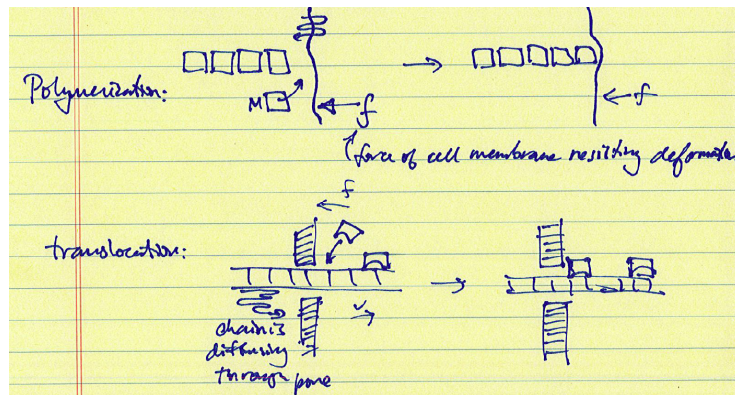 Polymerization:
M
f
f
force of cell membrane resisting deformation
f
translocation:
v
chain is
diffusing
through pore